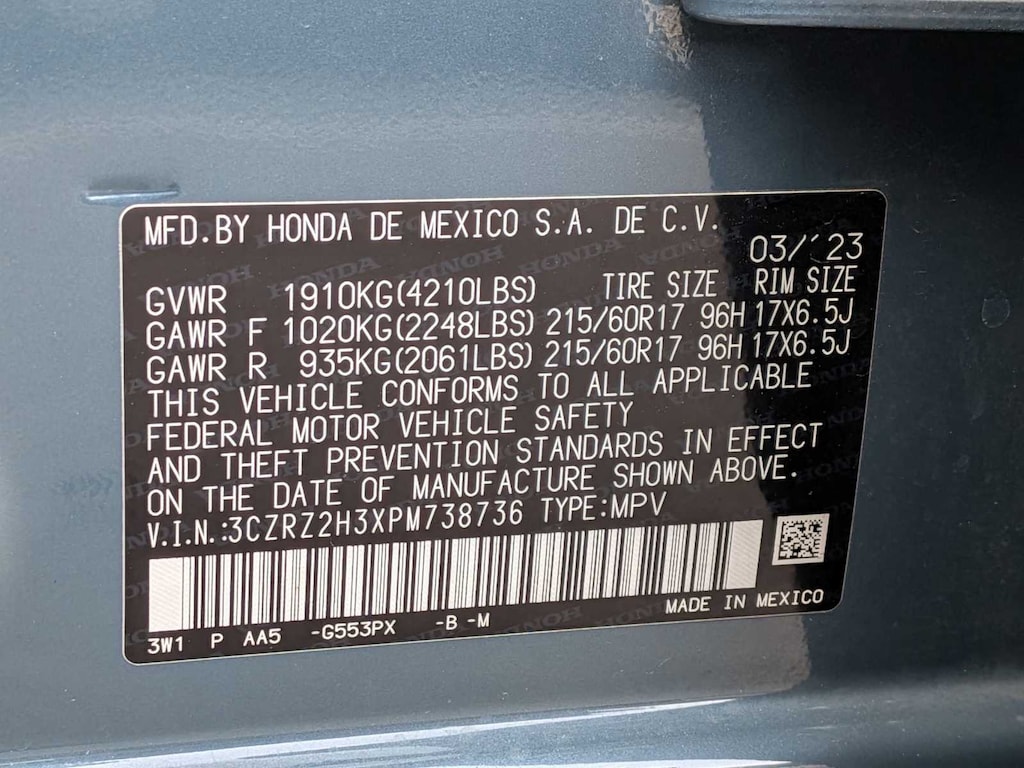 MFD.BY HONDA DE MEXICO S.A. DE C.V.
03/'23
GVWR 1910KG(4210LBS) TIRE SIZE RIM SIZE
GAWR F 1020KG(2248LBS) 215/60R17 96H 17X6.5J
GAWR R 935KG(2061LBS) 215/60R17 96H 17X6.5J
THIS VEHICLE CONFORMS TO ALL APPLICABLE
FEDERAL MOTOR VEHICLE SAFETY
AND THEFT PREVENTION STANDARDS IN EFFECT
ON THE DATE OF MANUFACTURE SHOWN ABOVE.
V.I.N.:3CZRZ2H3XPM738736 TYPE:MPV
MADE IN MEXICO
3W1 P AA5 -G553PX -B -M